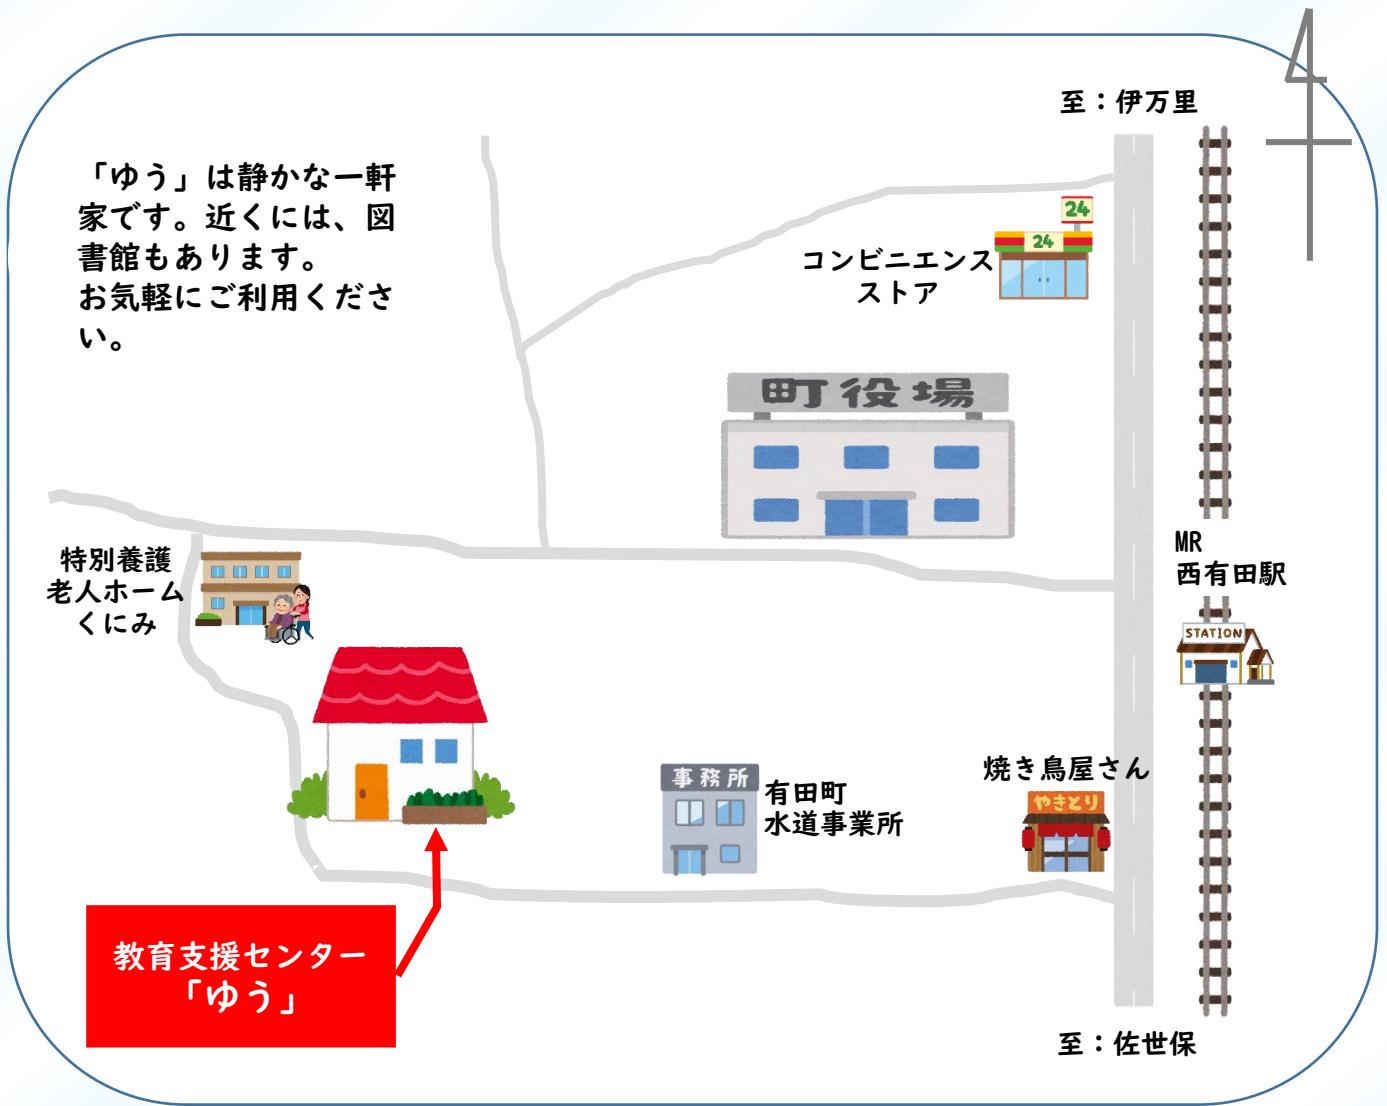 至：伊万里
「ゆう」は静かな一軒
家です。近くには、図
書館もあります。
お気軽にご利用くださ
い。
24
24
コンビニエンス
ストア
町役場
MR
西有田駅
特別養護
老人ホーム
くにみ
STATION
焼き鳥屋さん
事務所
有田町
水道事業所
やきとり
教育支援センター
「ゆう」
至：佐世保